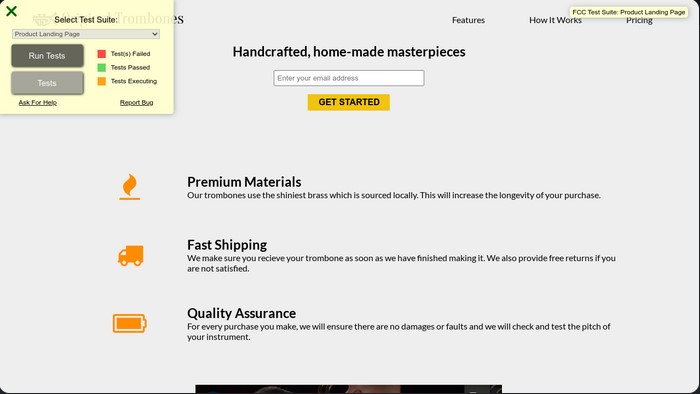 Select Test Suite:
Trombones
Product Landing Page
Run Tests
Test(s) Failed
Tests Passed
Tests Executing
Tests
Ask For Help
Report Bug
Features
How It Works
Pricing
FCC Test Suite: Product Landing Page
Handcrafted, home-made masterpieces
Enter your email address
GET STARTED
Premium Materials
Our trombones use the shiniest brass which is sourced locally. This will increase the longevity of your purchase.
Fast Shipping
We make sure you recieve your trombone as soon as we have finished making it. We also provide free returns if you
are not satisfied.
Quality Assurance
For every purchase you make, we will ensure there are no damages or faults and we will check and test the pitch of
your instrument.